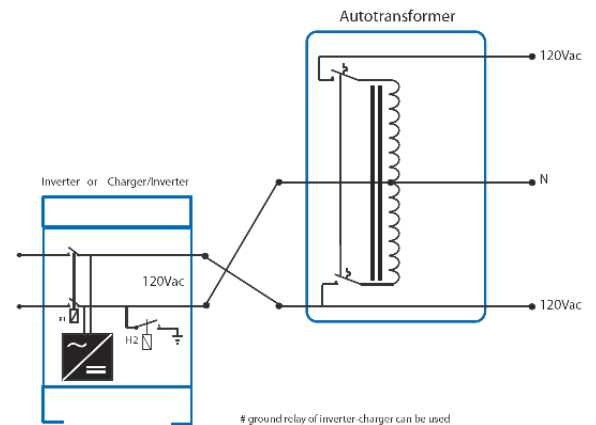 Autotransformer
120Vac
N
Inverter or Charger/Inverter
120Vac
120Vac
H2
# ground relay of inverter-charger can be used